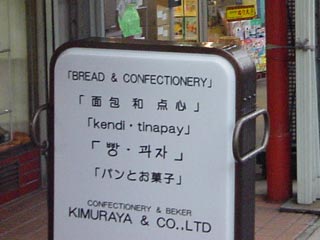 「BREAD & CONFECTIONERY」
「面包和点心」
「kendi・tinapay」
「빵・과자」
「パンとお菓子」
CONFECTIONERY & BEKER
KIMURAYA & CO.,LTD